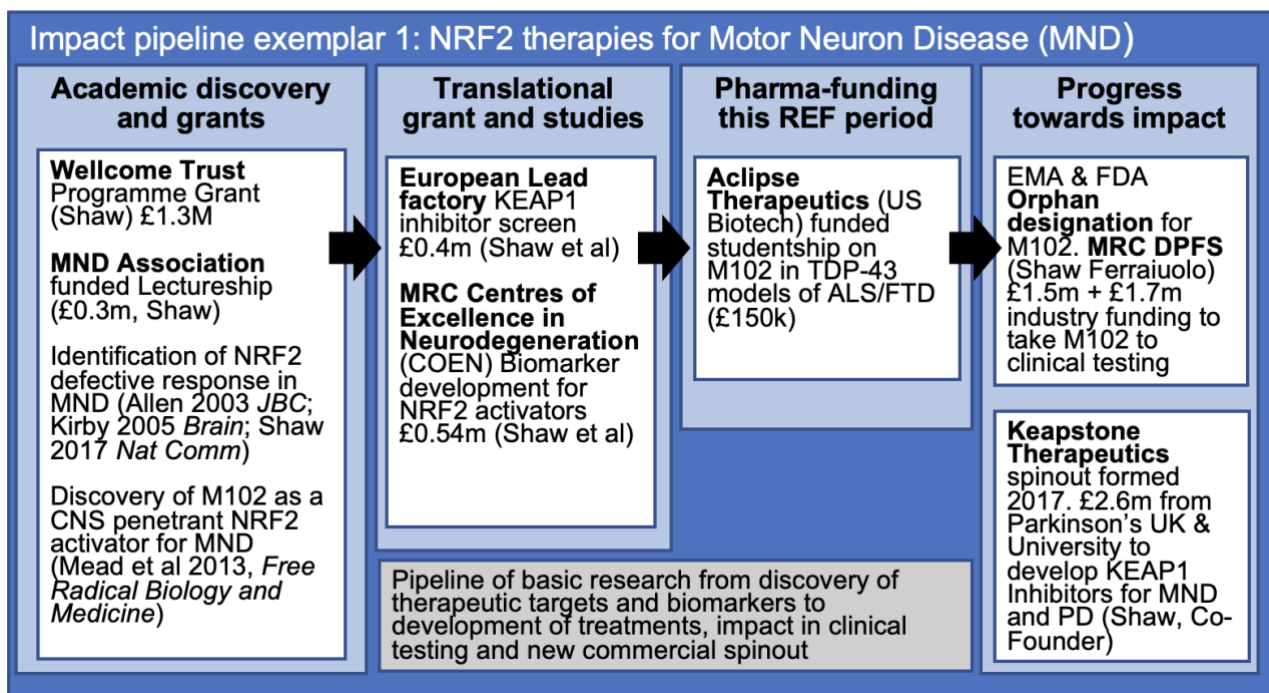 Impact pipeline exemplar 1: NRF2 therapies for Motor Neuron Disease (MND)
Academic discovery
and grants
Wellcome Trust
Programme Grant
(Shaw) £1.3M
MND Association
funded Lectureship
(£0.3m, Shaw)
Identification of NRF2
defective response in
MND (Allen 2003 JBC;
Kirby 2005 Brain; Shaw
2017 Nat Comm)
Discovery of M102 as a
CNS penetrant NRF2
activator for MND
(Mead et al 2013, Free
Radical Biology and
Medicine)
Translational
grant and studies
European Lead
factory KEAP1
inhibitor screen
£0.4m (Shaw et al)
MRC Centres of
Excellence in
Neurodegeneration
(COEN) Biomarker
development for
NRF2 activators
£0.54m (Shaw et al)
Pharma-funding
this REF period
Aclipse
Therapeutics (US
Biotech) funded
studentship on
M102 in TDP-43
models of ALS/FTD
(£150k)
Progress
towards impact
EMA & FDA
Orphan
designation for
M102. MRC DPFS
(Shaw Ferraiuolo)
£1.5m + £1.7m
industry funding to
take M102 to
clinical testing
Keapstone
Therapeutics
spinout formed
2017. £2.6m from
Parkinson's UK &
University to
develop KEAP1
Inhibitors for MND
and PD (Shaw, Co-
Founder)
Pipeline of basic research from discovery of
therapeutic targets and biomarkers to
development of treatments, impact in clinical
testing and new commercial spinout